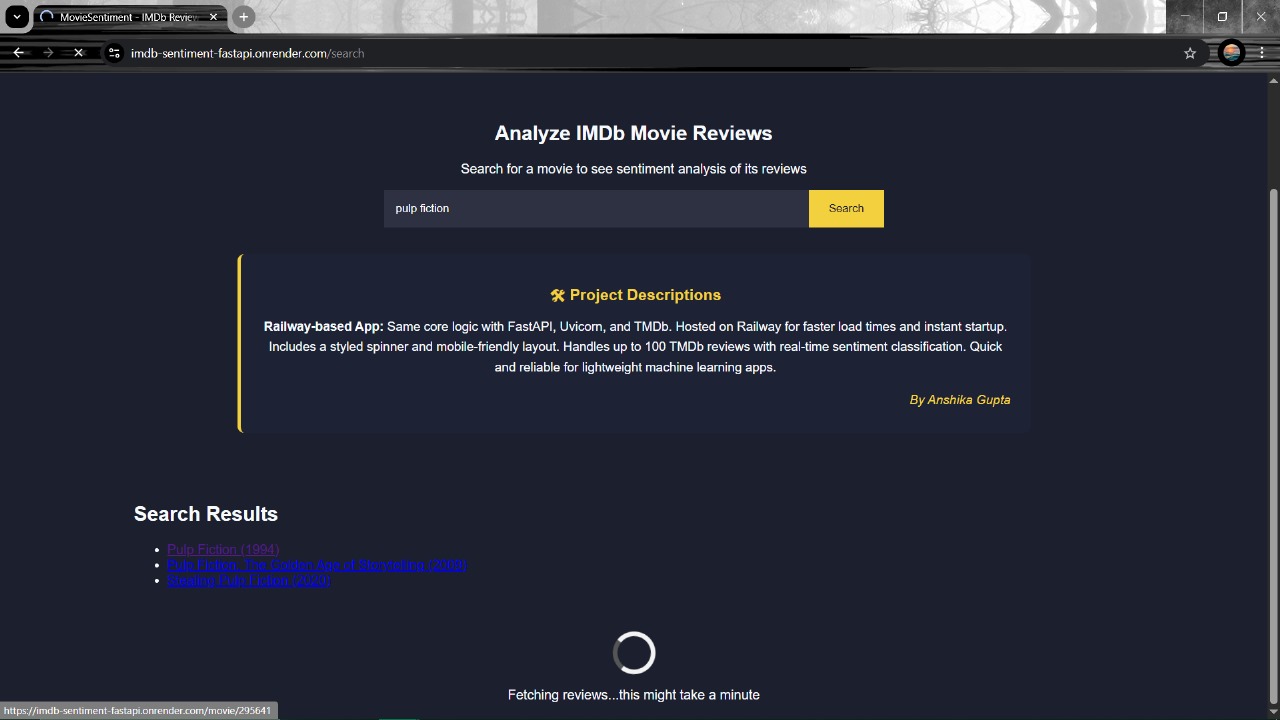 MovieSentiment - IMDb Review
imdb-sentiment-fastapi.onrender.com/search
Analyze IMDb Movie Reviews
Search for a movie to see sentiment analysis of its reviews
pulp fiction
Search
🛠 Project Descriptions
Railway-based App: Same core logic with FastAPI, Uvicorn, and TMDb. Hosted on Railway for faster load times and instant startup.
Includes a styled spinner and mobile-friendly layout. Handles up to 100 TMDb reviews with real-time sentiment classification. Quick
and reliable for lightweight machine learning apps.
By Anshika Gupta
Search Results
Pulp Fiction (1994)
Pulp Fiction: The Golden Age of Storytelling (2009)
Stealing Pulp Fiction (2020)
Fetching reviews...this might take a minute
https://imdb-sentiment-fastapi.onrender.com/movie/295641